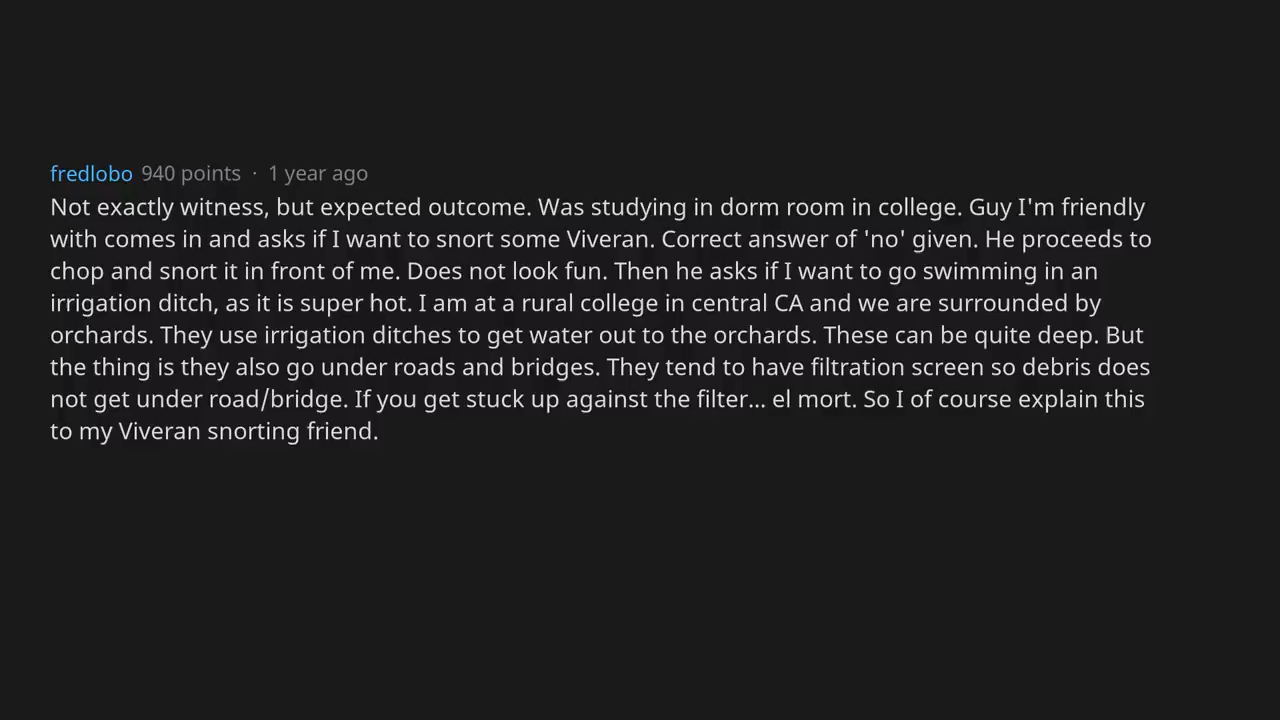 fredlobo 940 points · 1 year ago
Not exactly witness, but expected outcome. Was studying in dorm room in college. Guy I'm friendly
with comes in and asks if I want to snort some Viveran. Correct answer of 'no' given. He proceeds to
chop and snort it in front of me. Does not look fun. Then he asks if I want to go swimming in an
irrigation ditch, as it is super hot. I am at a rural college in central CA and we are surrounded by
orchards. They use irrigation ditches to get water out to the orchards. These can be quite deep. But
the thing is they also go under roads and bridges. They tend to have filtration screen so debris does
not get under road/bridge. If you get stuck up against the filter... el mort. So I of course explain this
to my Viveran snorting friend.